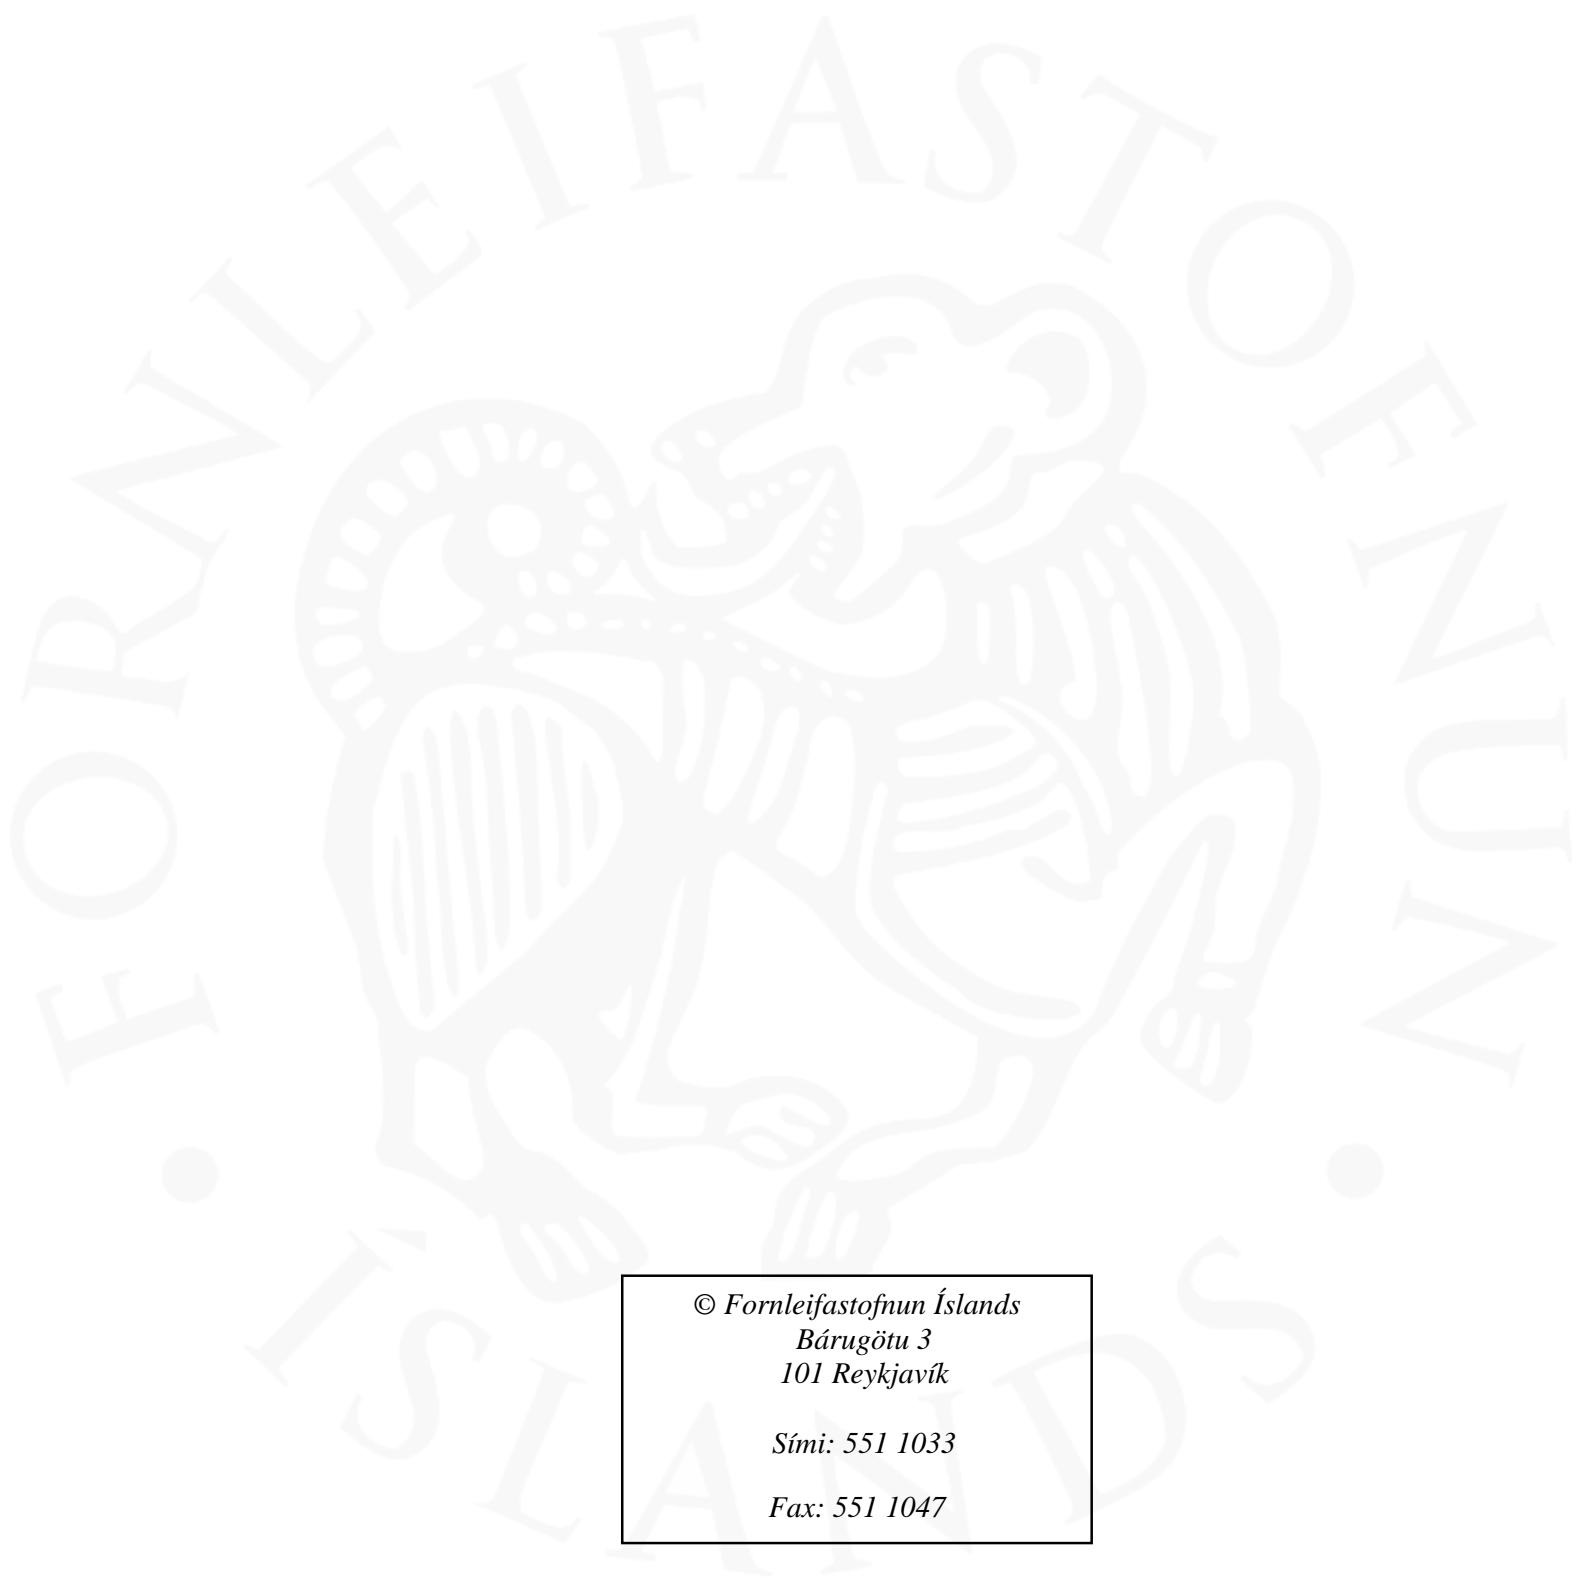 FORNLEIFASTOFNUN
ÍSLANDS
© Fornleifastofnun Íslands
Bárugötu 3
101 Reykjavík
Sími: 551 1033
Fax: 551 1047